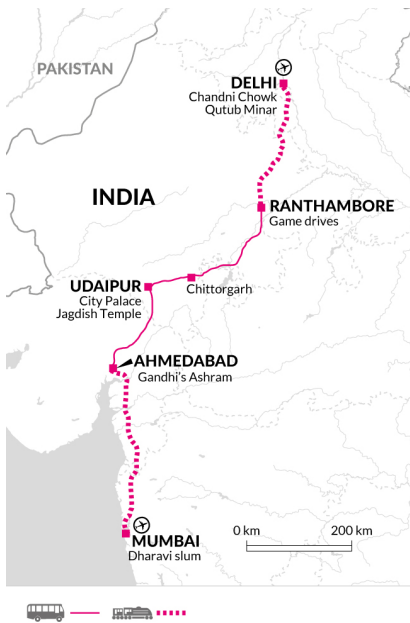 PAKISTAN
DELHI
Chandni Chowk
Qutub Minar
INDIA
RANTHAMBORE
Game drives
UDAIPUR
City Palace
Jagdish Temple
Chittorgarh
AHMEDABAD
Gandhi's Ashram
MUMBAI
Dharavi slum
0 km 200 km